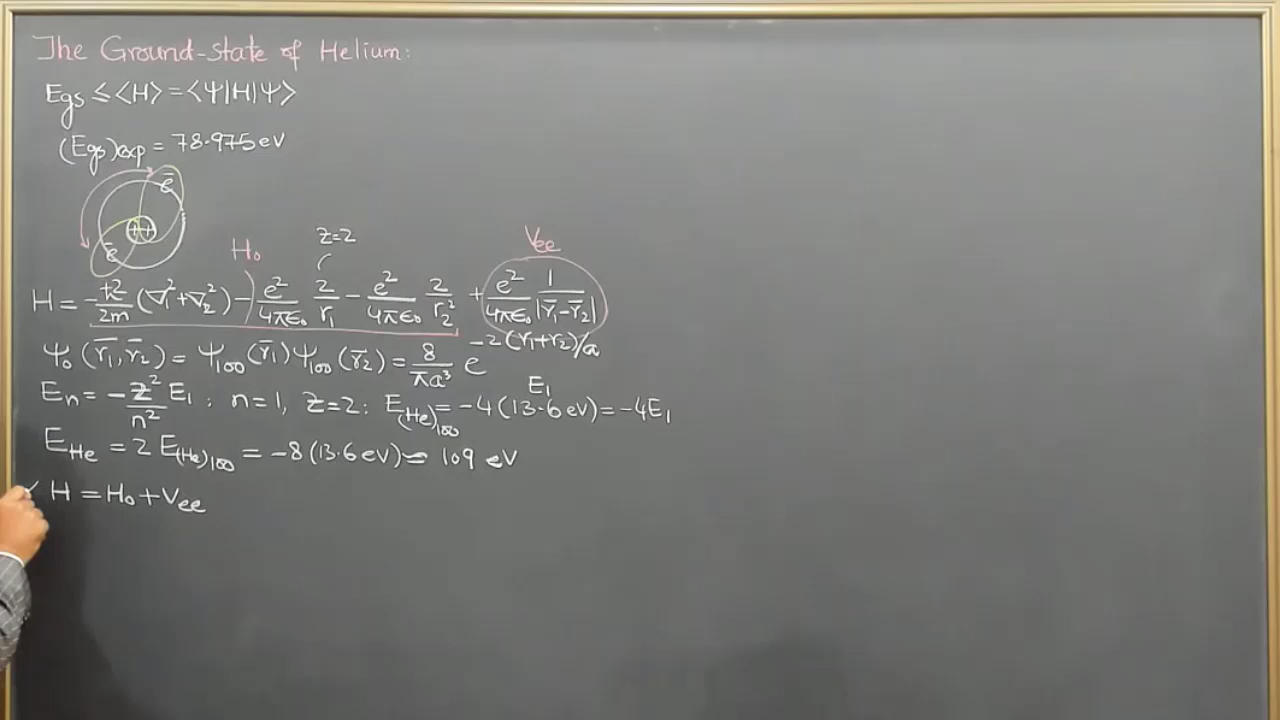 The Ground-state of Helium:
Egs ≤ ⟨H⟩ = ⟨Ψ|H|Ψ⟩
(Egs)exp = 78.975 eV
e⁻
++
e⁻
H₀
z=2
Vee
H = -ħ²/2m (∇₁² + ∇₂²) - e²/4πϵ₀ 2/r₁ - e²/4πϵ₀ 2/r₂² + e²/4πϵ₀ 1/|r̄₁-r̄₂|
Ψ₀(r̄₁, r̄₂) = Ψ₁₀₀(r̄₁) Ψ₁₀₀(r̄₂) = 8/πa³ e^-2(r₁+r₂)/a
E₁
En = -z²/n² E₁ ; n=1, z=2 : E(He)₁₀₀ = -4(13.6 eV) = -4E₁
EHe = 2 E(He)₁₀₀ = -8(13.6 eV) = 109 eV
✓ H = H₀ + Vee